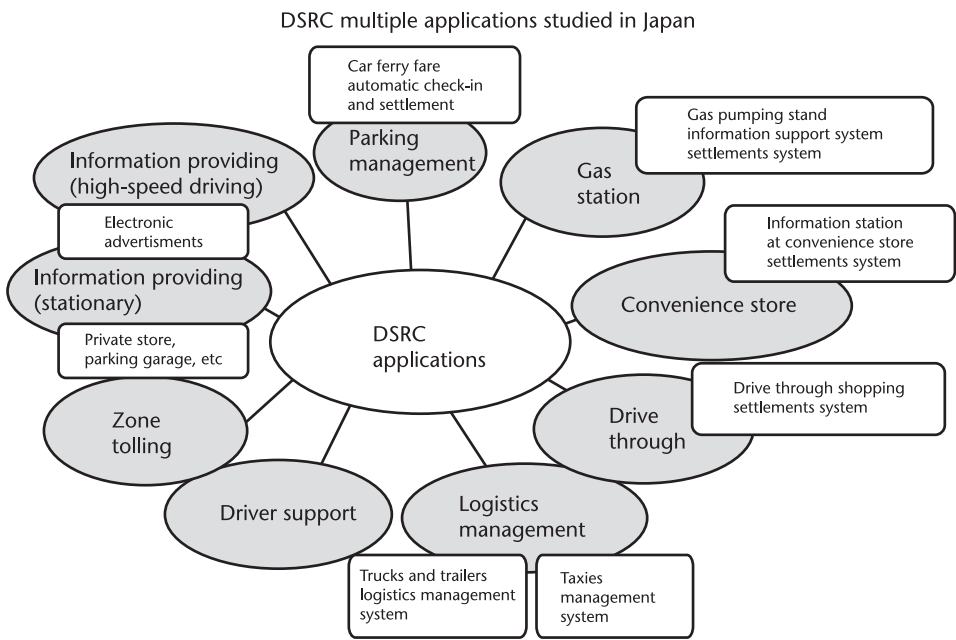 DSRC multiple applications studied in Japan
Car ferry fare
automatic check-in
and settlement
Parking
management
Gas pumping stand
information support system
settlements system
Gas
station
Information providing
(high-speed driving)
Electronic
advertisments
Information station
at convenience store
settlements system
Convenience store
Information providing
(stationary)
Private store,
parking garage, etc
DSRC
applications
Drive through shopping
settlements system
Drive
through
Zone
tolling
Driver support
Logistics
management
Trucks and trailers
logistics management
system
Taxies
management
system